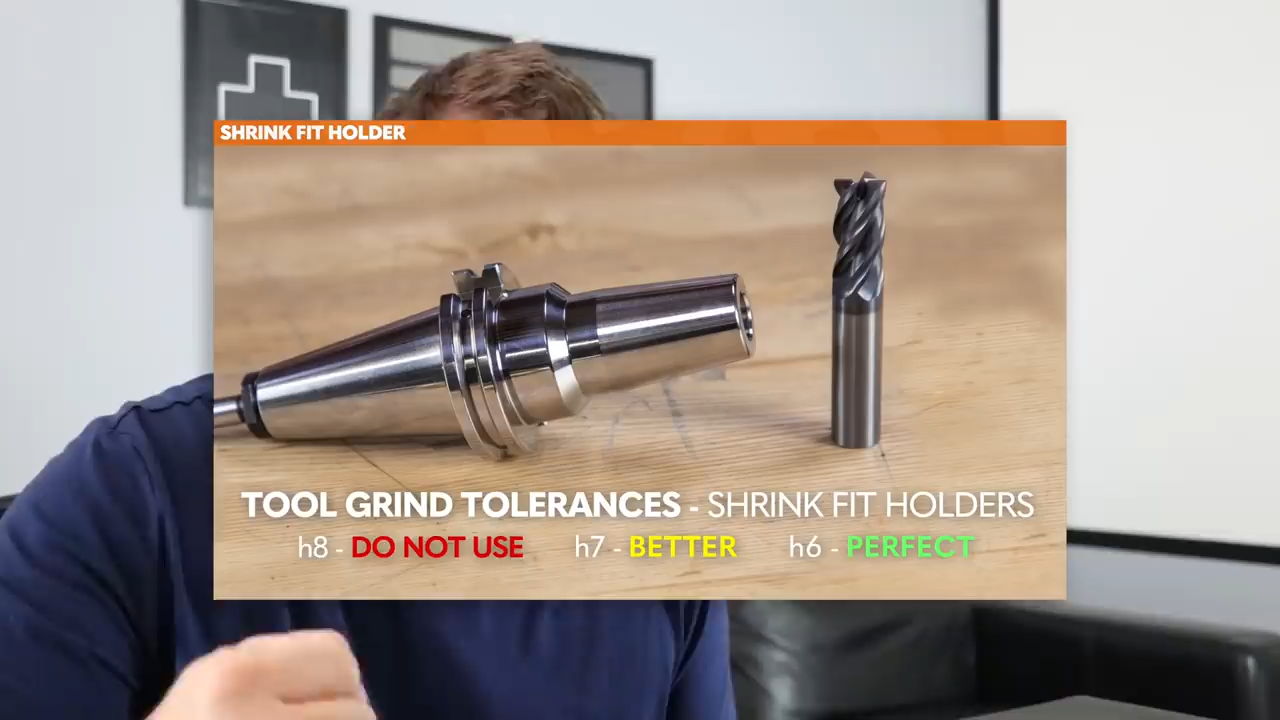 SHRINK FIT HOLDER
TOOL GRIND TOLERANCES - SHRINK FIT HOLDERS
h8 - DO NOT USE h7 - BETTER h6 - PERFECT